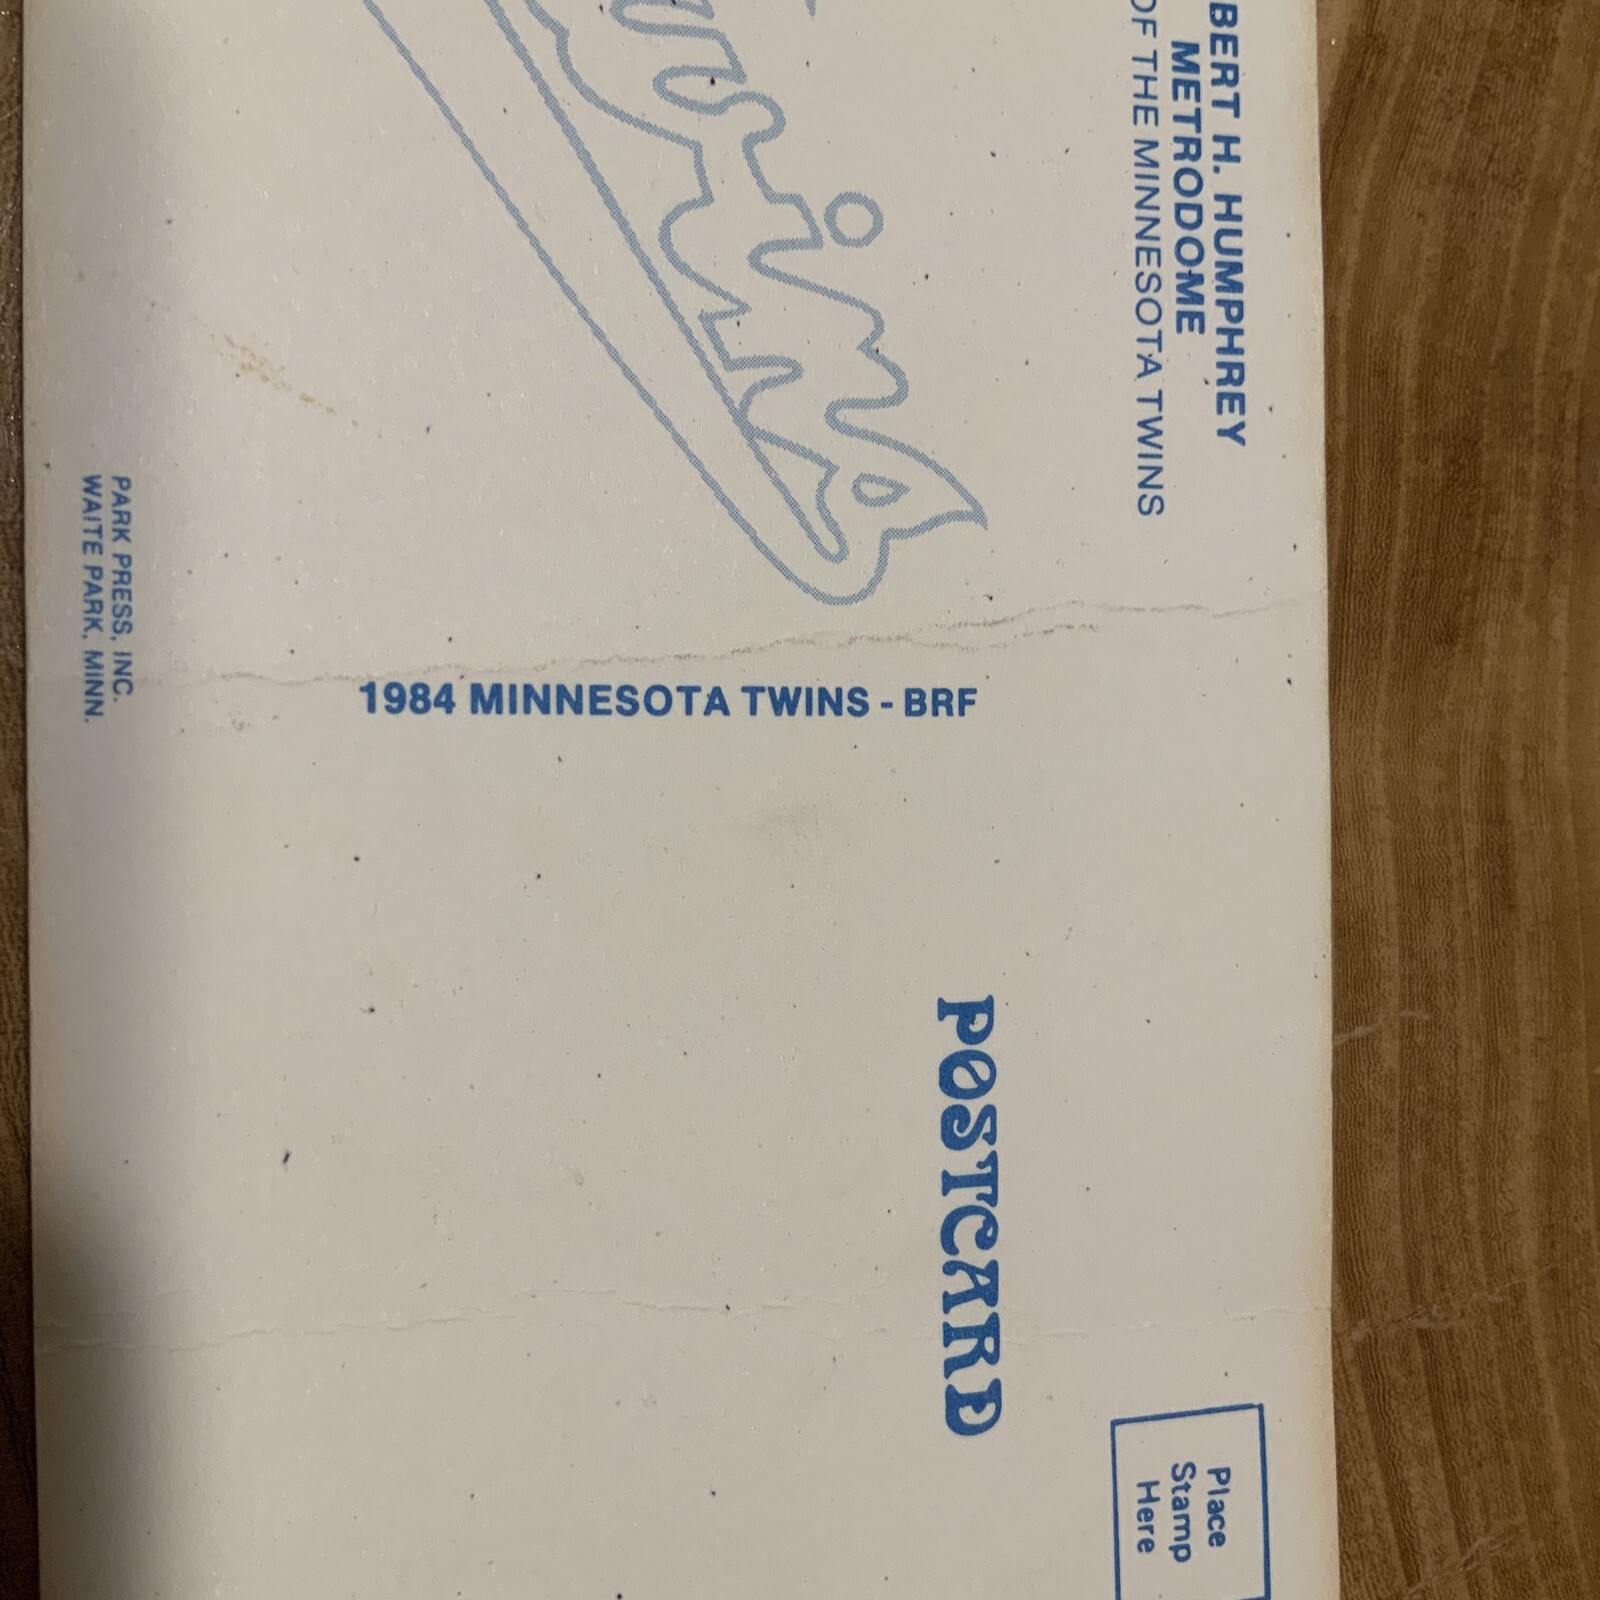 BERT H. HUMPHREY
METRODOME
OF THE MINNESOTA TWINS
1984 MINNESOTA TWINS - BRF
PARK PRESS, INC.
WAITE PARK, MINN.
POSTCARD
Place
Stamp
Here